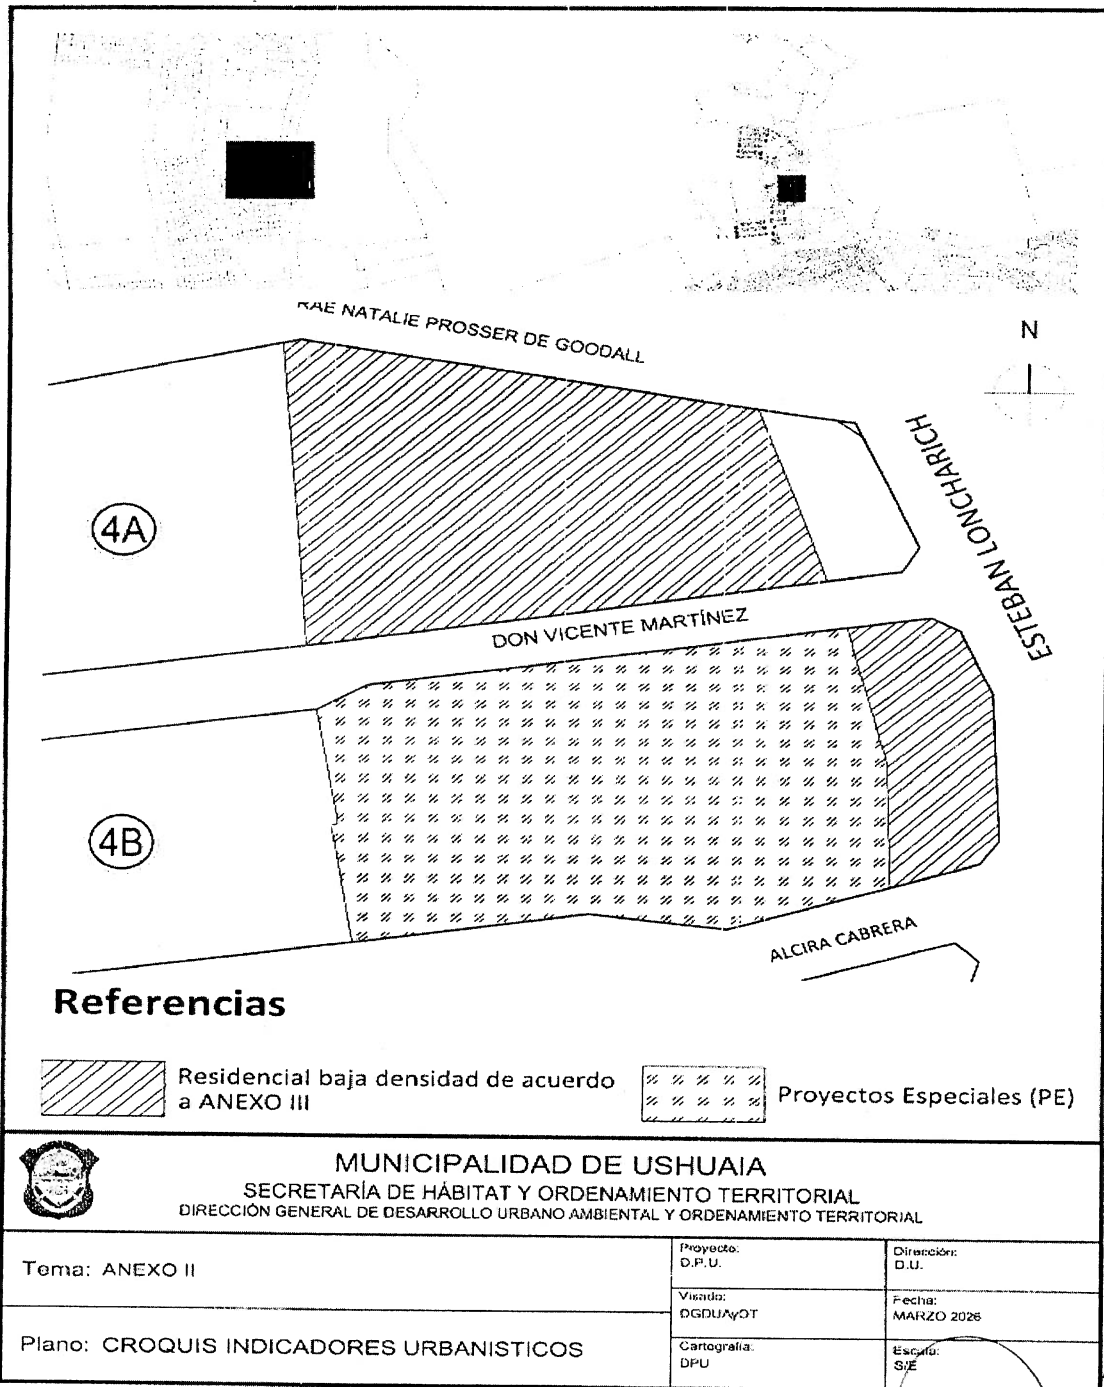 RAE NATALIE PROSSER DE GOODALL
N
ESTEBAN LONCHARICH
4A
DON VICENTE MARTÍNEZ
4B
ALCIRA CABRERA
Referencias
Residencial baja densidad de acuerdo
a ANEXO III
Proyectos Especiales (PE)
MUNICIPALIDAD DE USHUAIA
SECRETARÍA DE HÁBITAT Y ORDENAMIENTO TERRITORIAL
DIRECCIÓN GENERAL DE DESARROLLO URBANO AMBIENTAL Y ORDENAMIENTO TERRITORIAL
Tema: ANEXO II
Plano: CROQUIS INDICADORES URBANISTICOS
Proyecto:
D.P.U.
Dirección:
D.U.
Visado:
DGDUAyOT
Fecha:
MARZO 2026
Cartografía:
DPU
Escala:
S/E